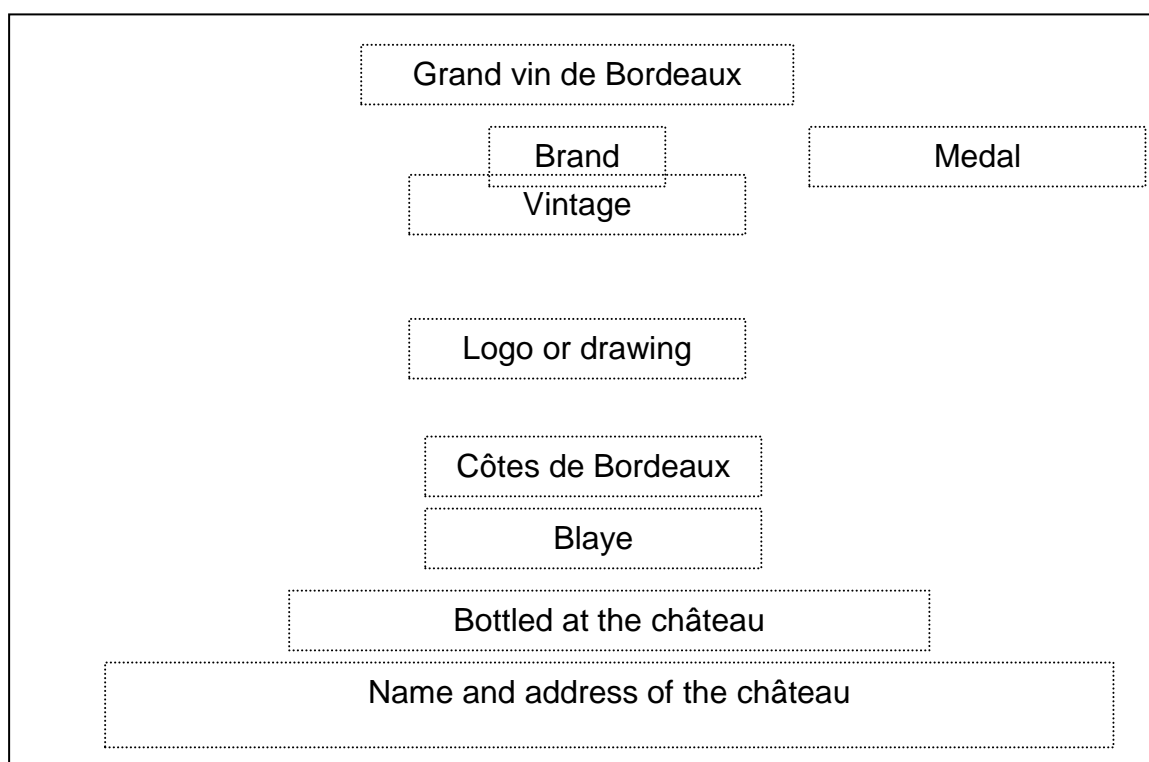 Grand vin de Bordeaux
Brand
Medal
Vintage
Logo or drawing
Côtes de Bordeaux
Blaye
Bottled at the château
Name and address of the château